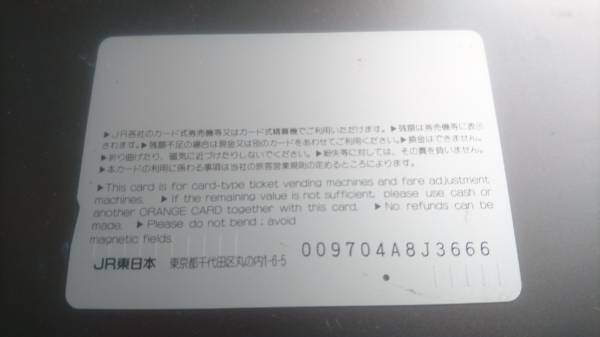 ▶JR各社のカード式券売機等又はカード式精算機でご利用いただけます。▶残額は券売機等に表示
されます。▶残額不足の場合は現金又は別のカードをあわせてご利用ください。▶換金はできません。
▶折り曲げたり、磁気に近づけたりしないでください。▶紛失等に対しては、その責を負いません。
▶本カードの利用に係わる事項は当社の旅客営業規則の定めるところによります。
▶This card is for card-type ticket vending machines and fare adjustment
machines. ▶If the remaining value is not sufficient, please use cash or
another ORANGE CARD together with this card. ▶No refunds can be
made. ▶Please do not bend; avoid
magnetic fields.
009704A8J3666
JR東日本 東京都千代田区丸の内1-6-5